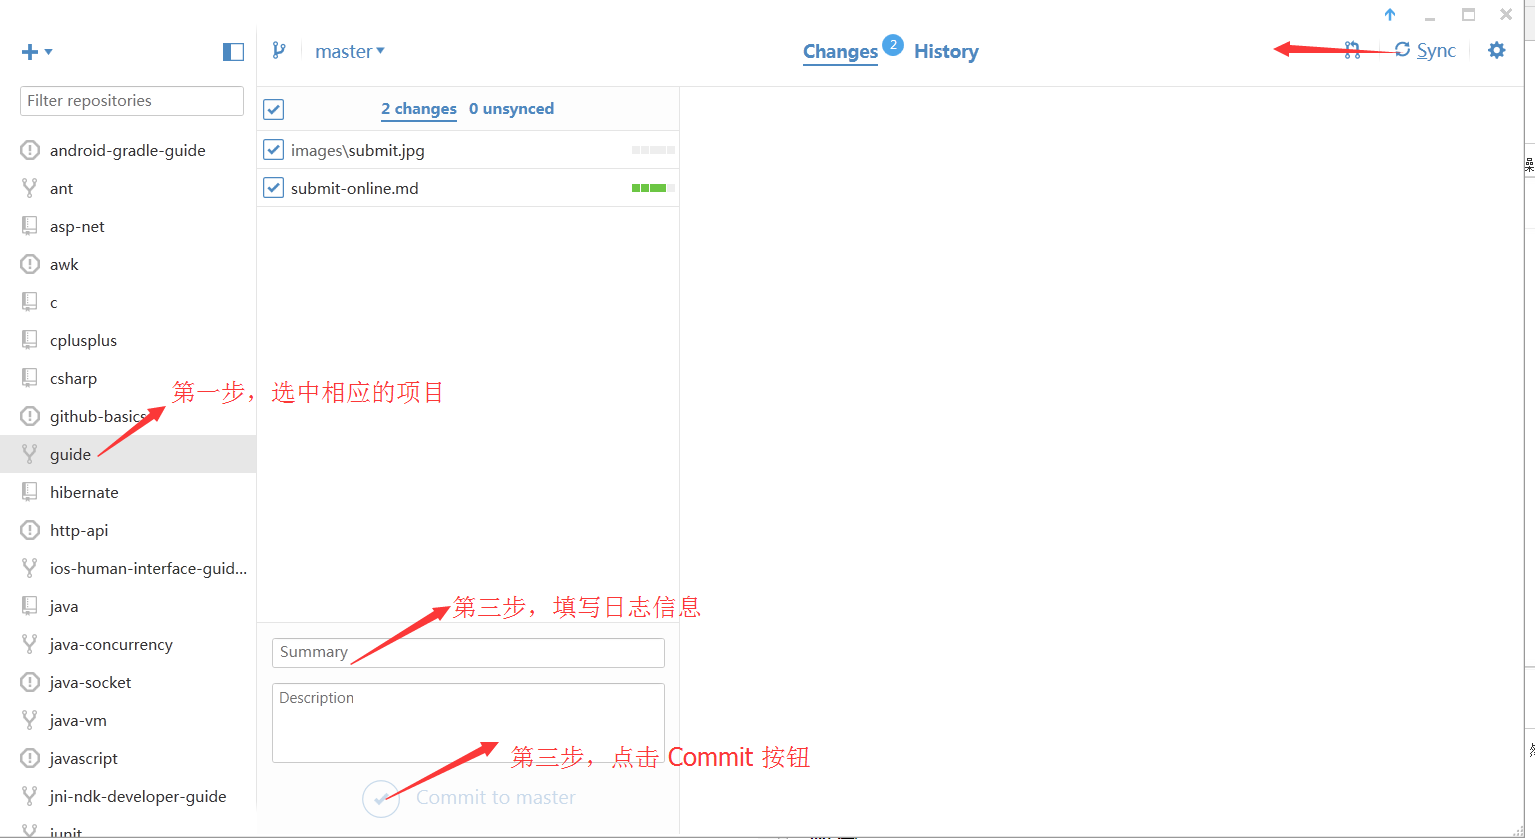 master
Changes 2 History
Sync
Filter repositories
2 changes 0 unsynced
images\submit.jpg
submit-online.md
android-gradle-guide
ant
asp-net
awk
c
cplusplus
csharp
第一步，选中相应的项目
github-basics
guide
hibernate
http-api
ios-human-interface-guid...
java
java-concurrency
java-socket
java-vm
javascript
jni-ndk-developer-guide
junit
第三步，填写日志信息
Summary
Description
第三步，点击 Commit 按钮
Commit to master